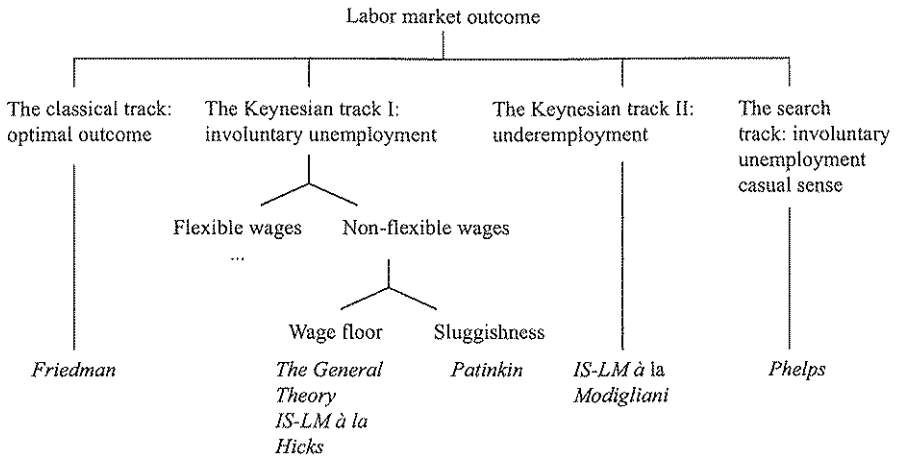 Labor market outcome
The classical track:
optimal outcome
The Keynesian track I:
involuntary unemployment
The Keynesian track II:
underemployment
The search
track: involuntary
unemployment
casual sense
Flexible wages
...
Non-flexible wages
Wage floor
Sluggishness
Friedman
The General
Theory
IS-LM à la
Hicks
Patinkin
IS-LM à la
Modigliani
Phelps